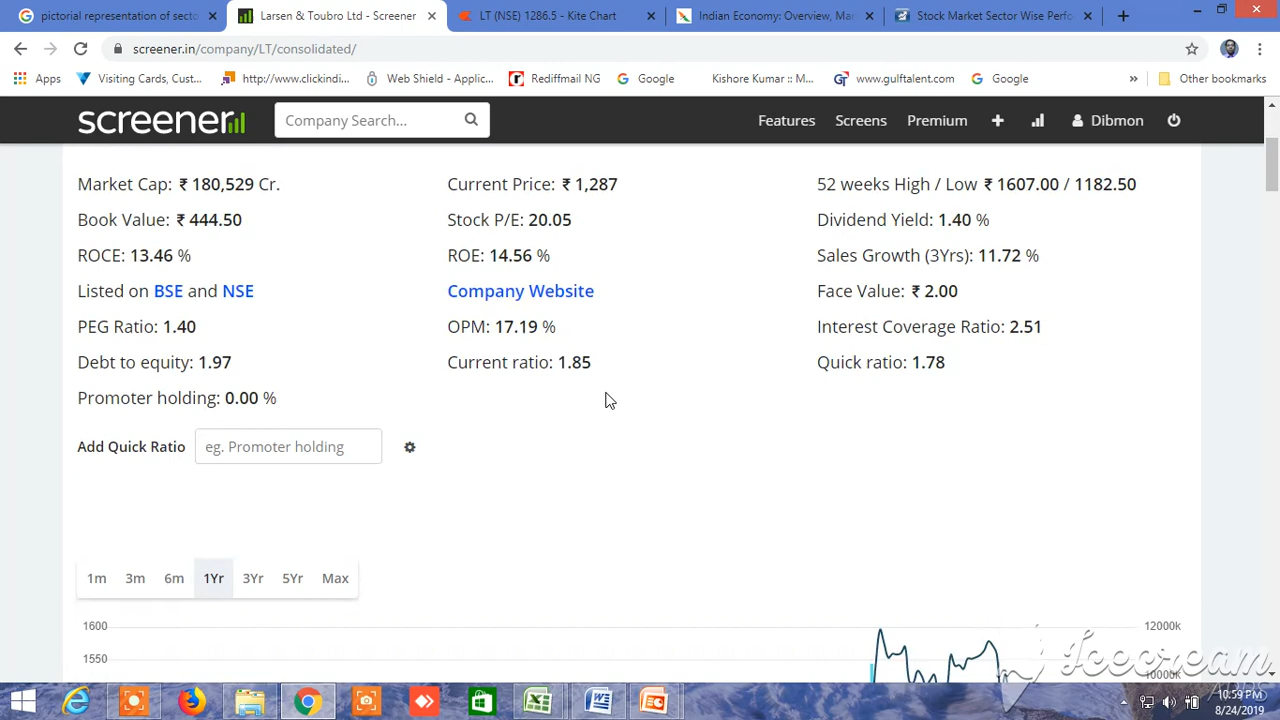 pictorial representation of secto
Larsen & Toubro Ltd - Screener
LT (NSE) 1286.5 - Kite Chart
Indian Economy: Overview, Ma
Stock Market Sector Wise Perfo
screener.in/company/LT/consolidated/
Apps
Visiting Cards, Cust...
http://www.clickindi...
Web Shield - Applic...
Rediffmail NG
Google
Kishore Kumar :: M...
www.gulftalent.com
Google
Other bookmarks
screener
Company Search...
Features
Screens
Premium
Dibmon
Market Cap: ₹ 180,529 Cr.
Current Price: ₹ 1,287
52 weeks High / Low ₹ 1607.00 / 1182.50
Book Value: ₹ 444.50
Stock P/E: 20.05
Dividend Yield: 1.40 %
ROCE: 13.46 %
ROE: 14.56 %
Sales Growth (3Yrs): 11.72 %
Listed on BSE and NSE
Company Website
Face Value: ₹ 2.00
PEG Ratio: 1.40
OPM: 17.19 %
Interest Coverage Ratio: 2.51
Debt to equity: 1.97
Current ratio: 1.85
Quick ratio: 1.78
Promoter holding: 0.00 %
Add Quick Ratio
eg. Promoter holding
1m
3m
6m
1Yr
3Yr
5Yr
Max
1600
12000k
1550
10000k
Icecream
10:59 PM
8/24/2019